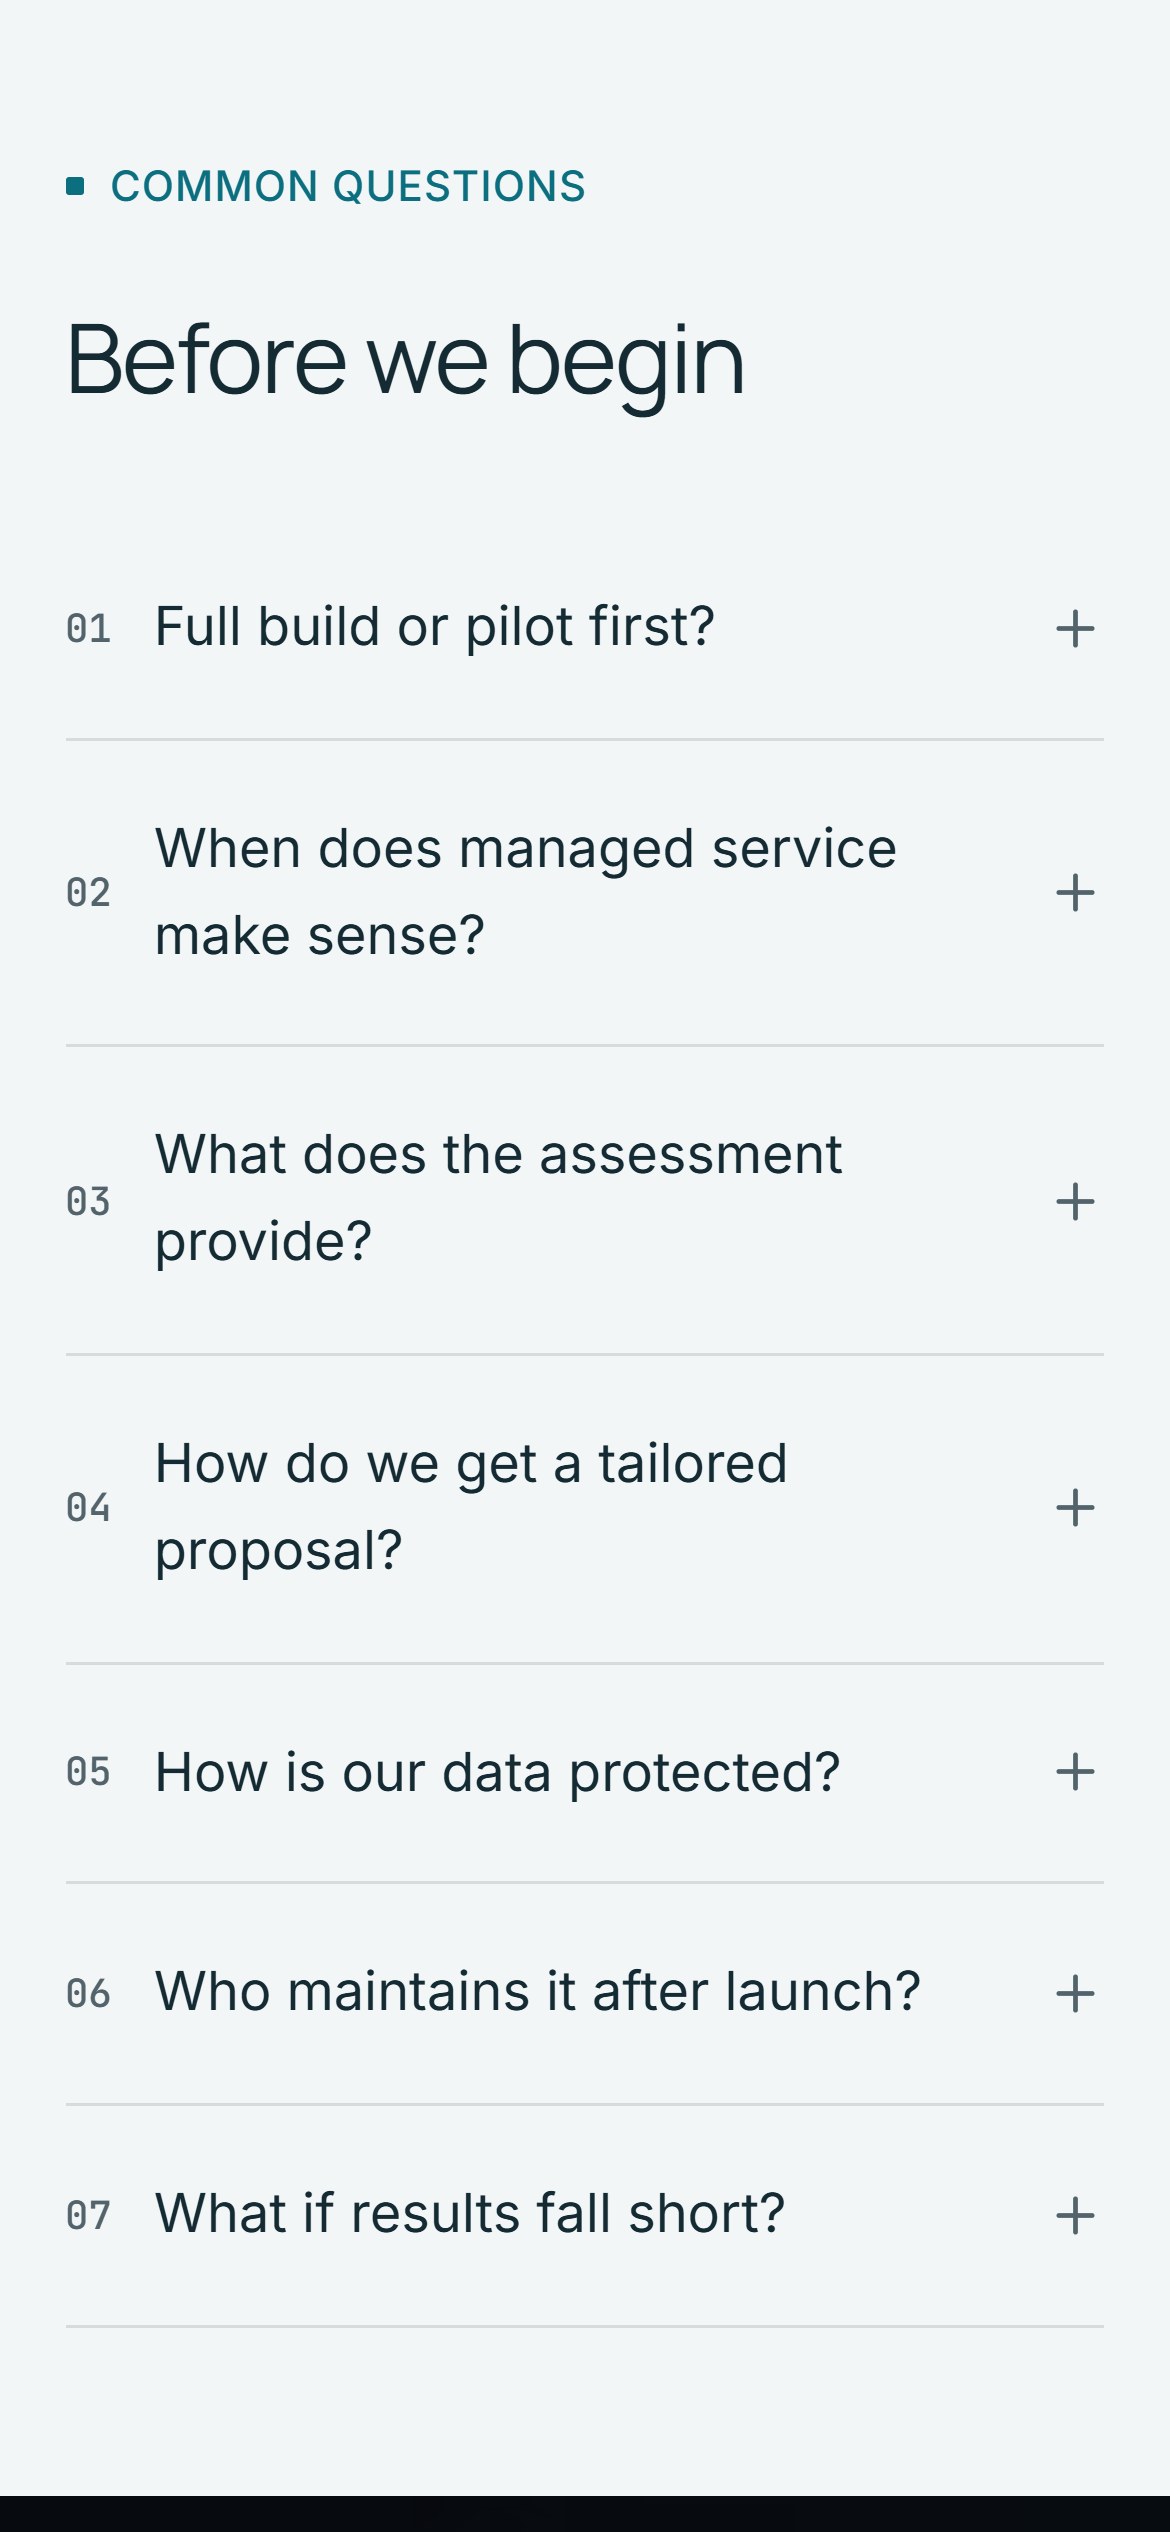 COMMON QUESTIONS
Before we begin
01 Full build or pilot first?
02 When does managed service
make sense?
03 What does the assessment
provide?
04 How do we get a tailored
proposal?
05 How is our data protected?
06 Who maintains it after launch?
07 What if results fall short?